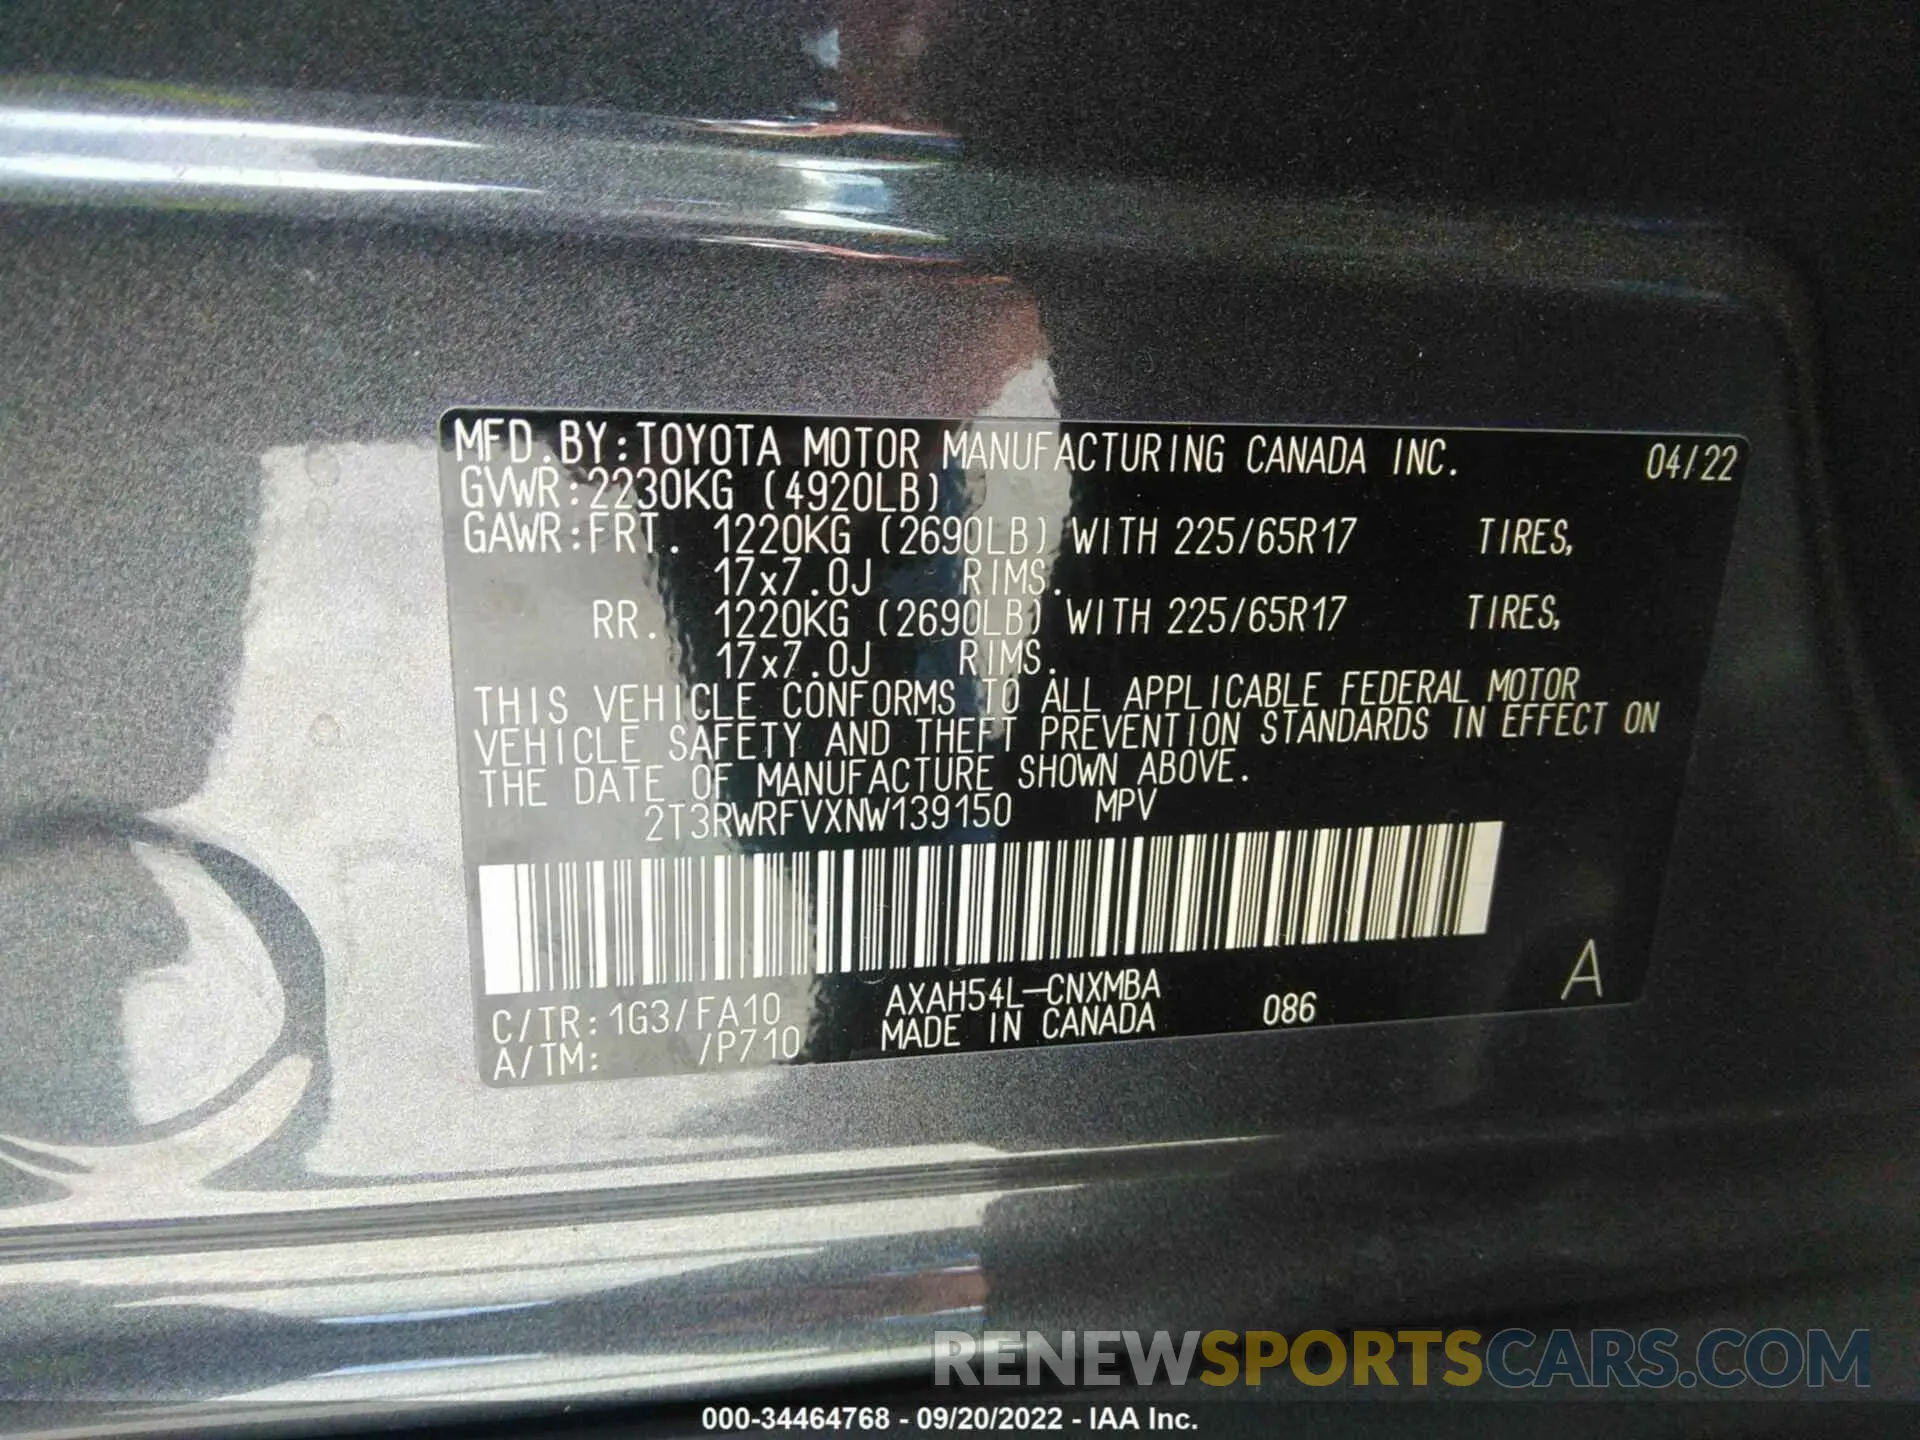 MFD.BY:TOYOTA MOTOR MANUFACTURING CANADA INC. 04/22
GVWR:2230KG (4920LB)
GAWR:FRT. 1220KG (2690LB) WITH 225/65R17 TIRES,
17x7.0J RIMS.
RR. 1220KG (2690LB) WITH 225/65R17 TIRES,
17x7.0J RIMS.
THIS VEHICLE CONFORMS TO ALL APPLICABLE FEDERAL MOTOR
VEHICLE SAFETY AND THEFT PREVENTION STANDARDS IN EFFECT ON
THE DATE OF MANUFACTURE SHOWN ABOVE.
2T3RWRFVXNW139150 MPV
C/TR:1G3/FA10 AXAH54L-CNXMBA 086 A
A/TM: /P710 MADE IN CANADA
RENEWSPORTSCARS.COM
000-34464768 - 09/20/2022 - IAA Inc.